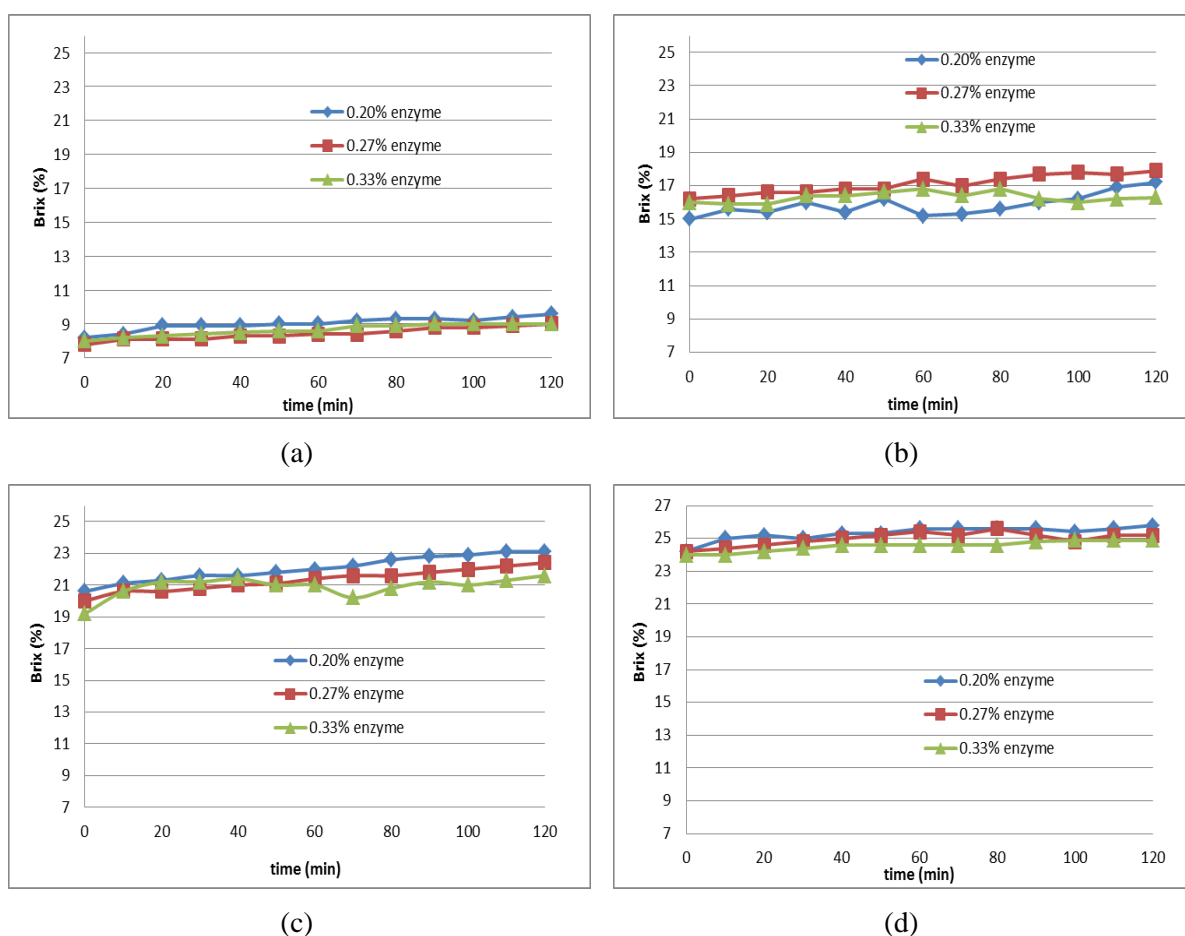 25
23
21
19
17
15
13
11
9
7
Brix (%)
0.20% enzyme
0.27% enzyme
0.33% enzyme
0 20 40 60 80 100 120
time (min)
(a)
25
23
21
19
17
15
13
11
9
7
Brix (%)
0.20% enzyme
0.27% enzyme
0.33% enzyme
0 20 40 60 80 100 120
time (min)
(b)
25
23
21
19
17
15
13
11
9
7
Brix (%)
0.20% enzyme
0.27% enzyme
0.33% enzyme
0 20 40 60 80 100 120
time (min)
(c)
27
25
23
21
19
17
15
13
11
9
7
Brix (%)
0.20% enzyme
0.27% enzyme
0.33% enzyme
0 20 40 60 80 100 120
time (min)
(d)